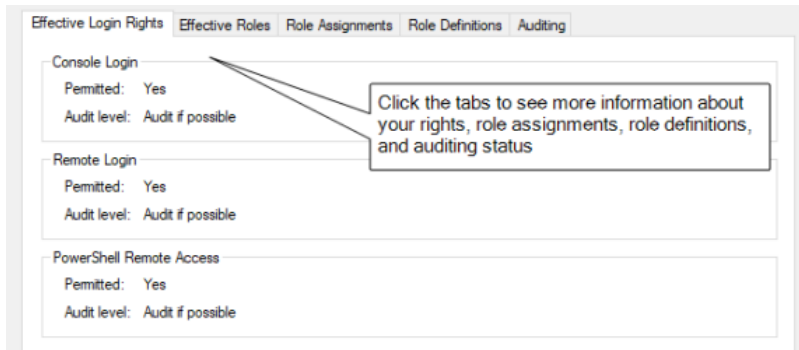 Effective Login Rights Effective Roles Role Assignments Role Definitions Auditing
Console Login
Permitted: Yes
Audit level: Audit if possible
Click the tabs to see more information about
your rights, role assignments, role definitions,
and auditing status
Remote Login
Permitted: Yes
Audit level: Audit if possible
PowerShell Remote Access
Permitted: Yes
Audit level: Audit if possible